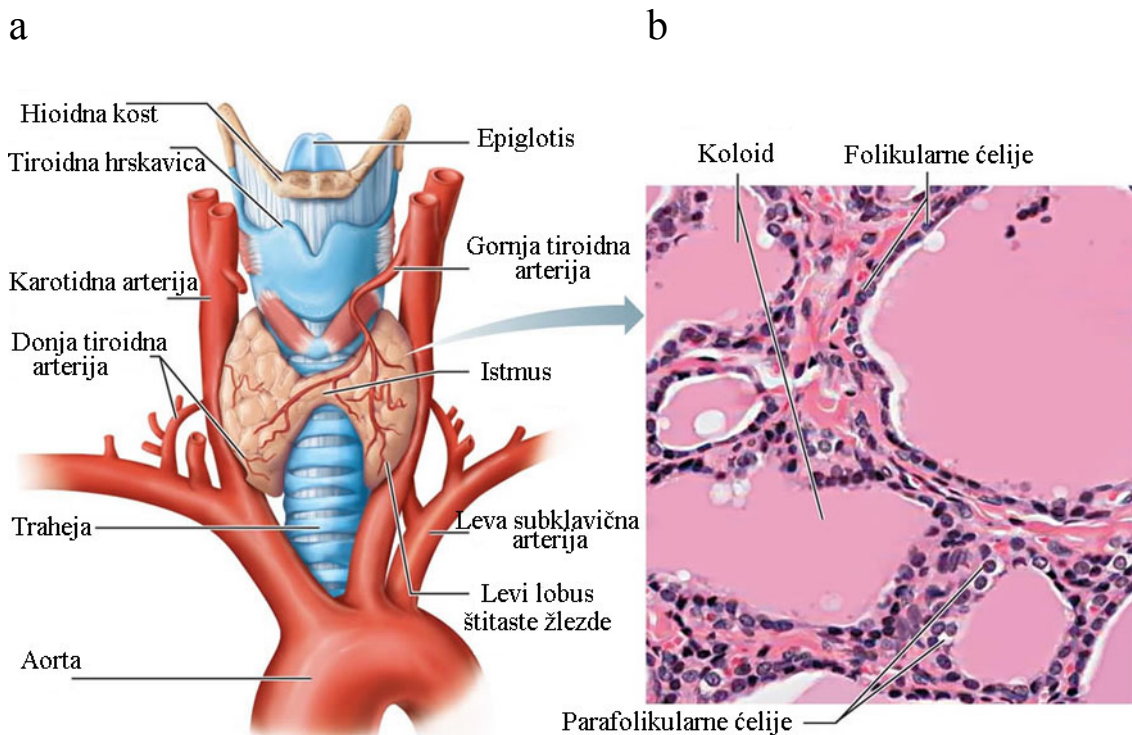 a
b
Hioidna kost
Tiroidna hrskavica
Karotidna arterija
Donja tiroidna
arterija
Traheja
Aorta
Epiglotis
Gornja tiroidna
arterija
Istmus
Leva subklavična
arterija
Levi lobus
štitaste žlezde
Koloid
Folikularne ćelije
Parafolikularne ćelije